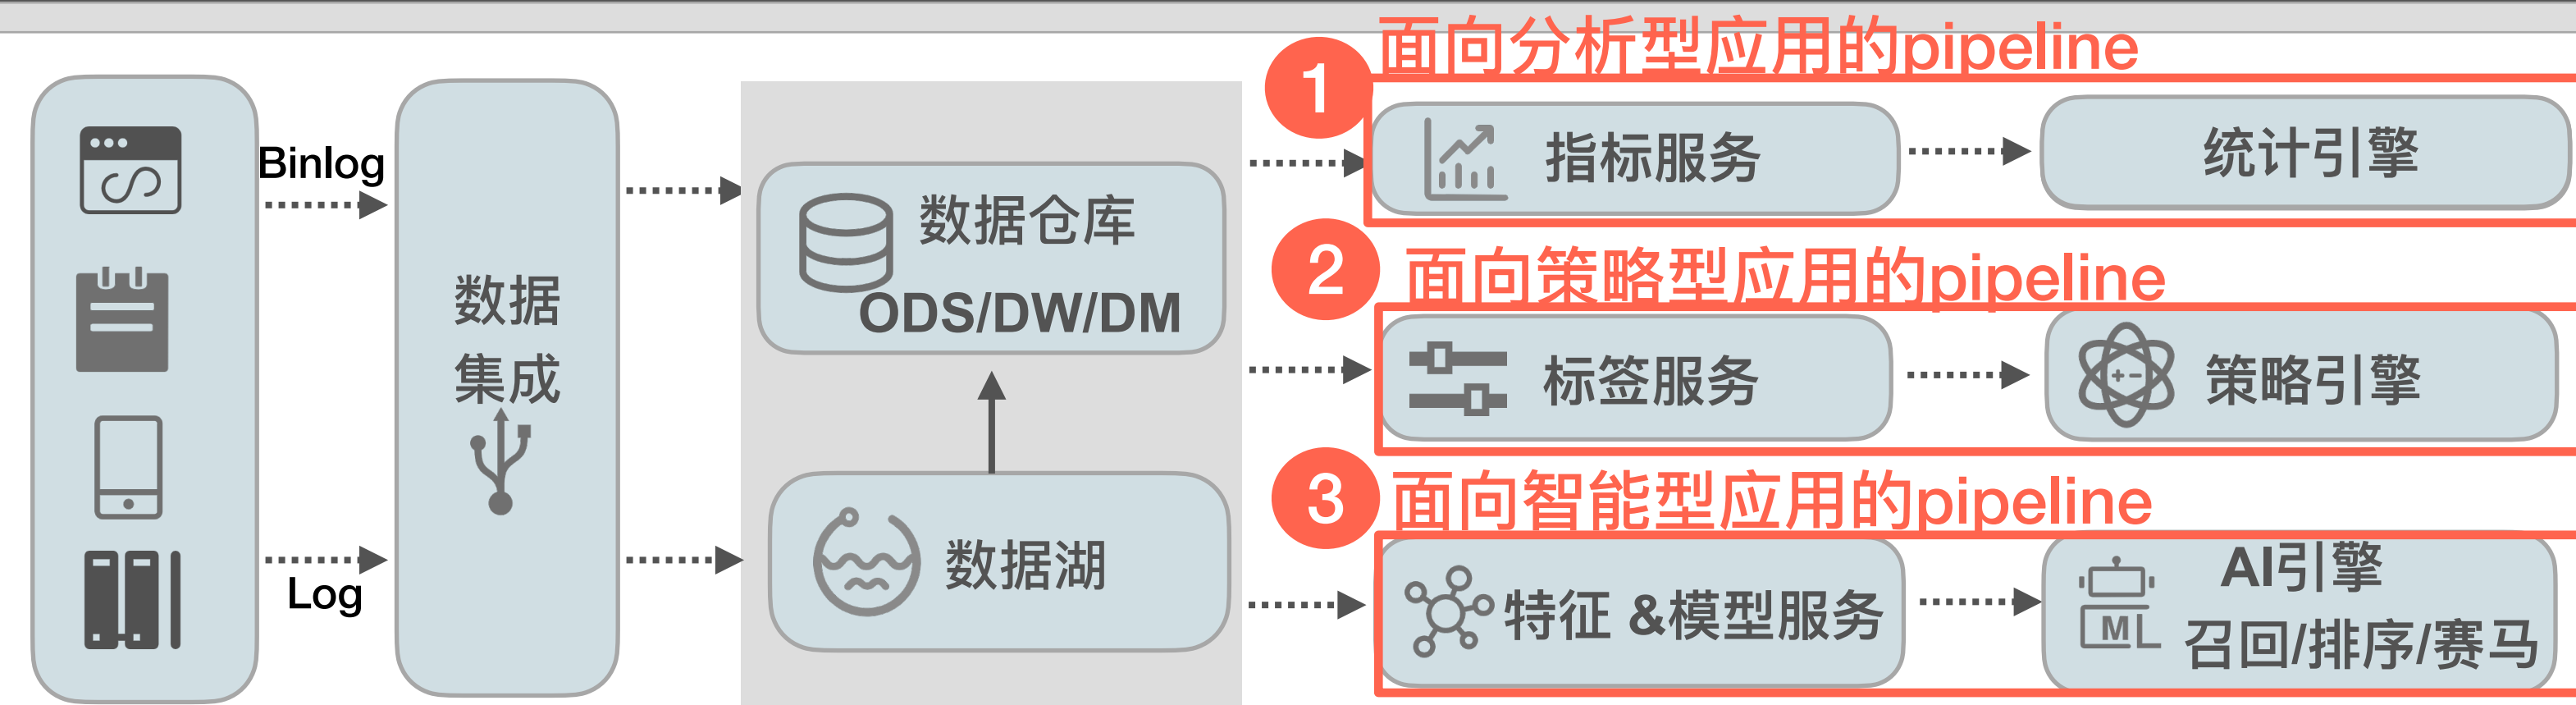 Binlog
Log
数据
集成
数据仓库
ODS/DW/DM
数据湖
1
面向分析型应用的pipeline
指标服务
统计引擎
2
面向策略型应用的pipeline
标签服务
策略引擎
3
面向智能型应用的pipeline
特征 &模型服务
AI引擎
召回/排序/赛马
ML